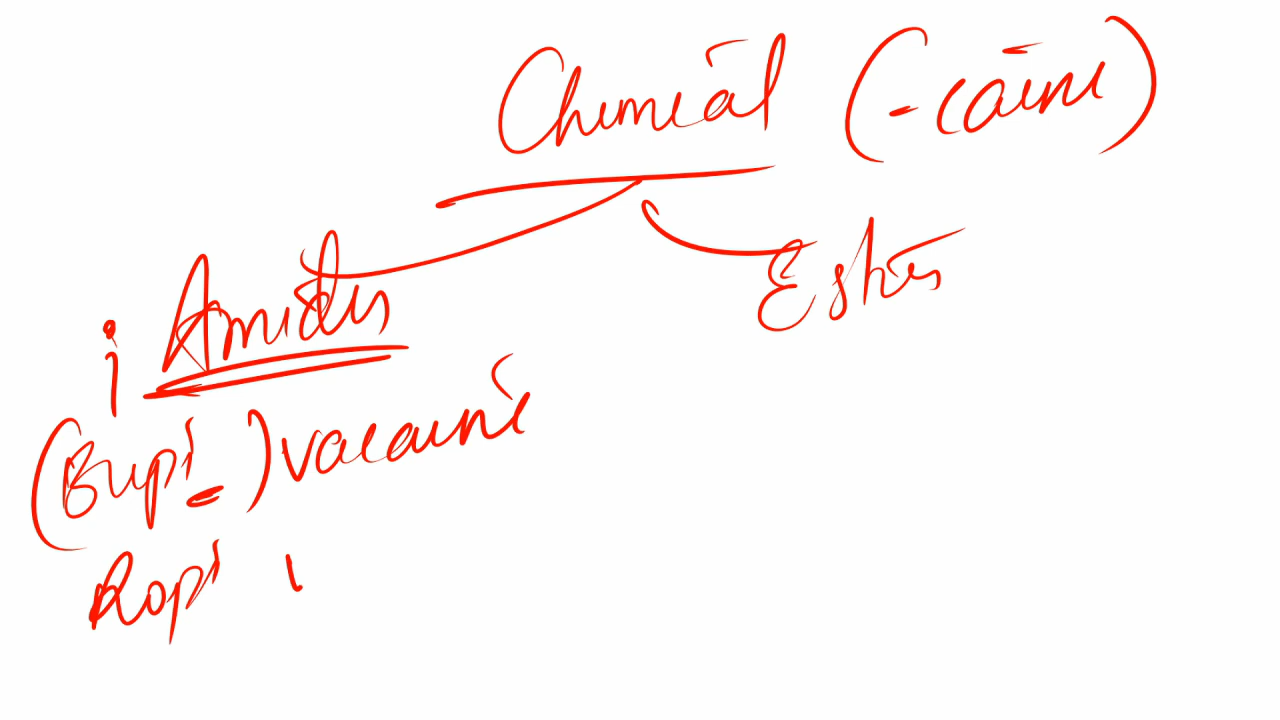 Chemical (-caine)
Amides Esters
i
(Bupi-)vacaine
Ropi